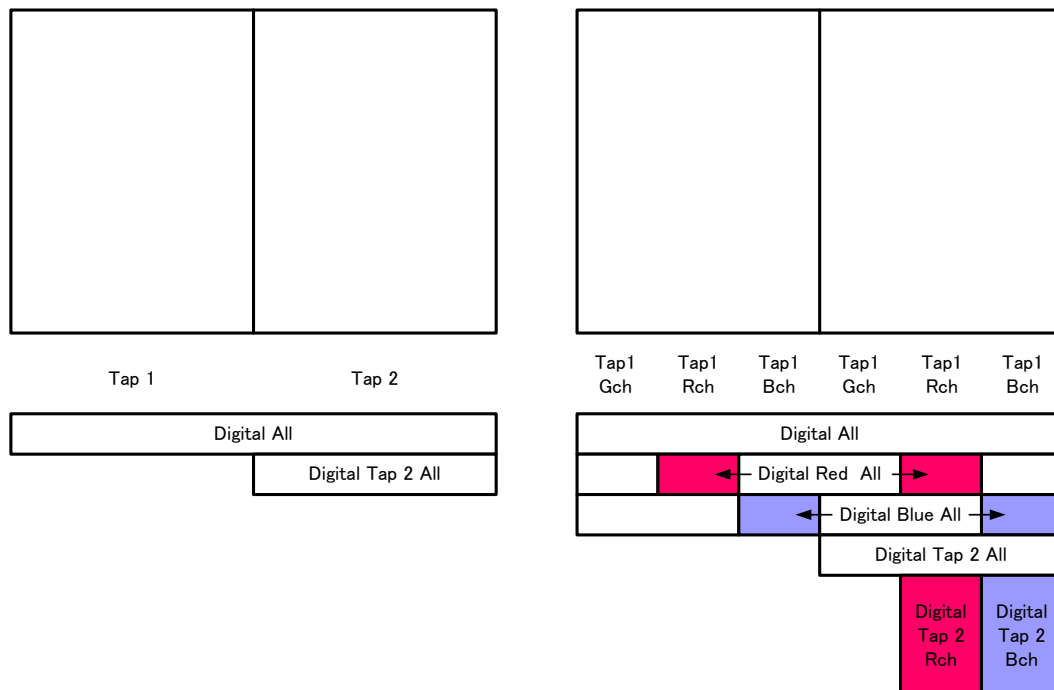 Tap 1
Tap 2
Digital All
Digital Tap 2 All
Tap1
Gch
Tap1
Rch
Tap1
Bch
Tap1
Gch
Tap1
Rch
Tap1
Bch
Digital All
Digital Red All
Digital Blue All
Digital Tap 2 All
Digital
Tap 2
Rch
Digital
Tap 2
Bch